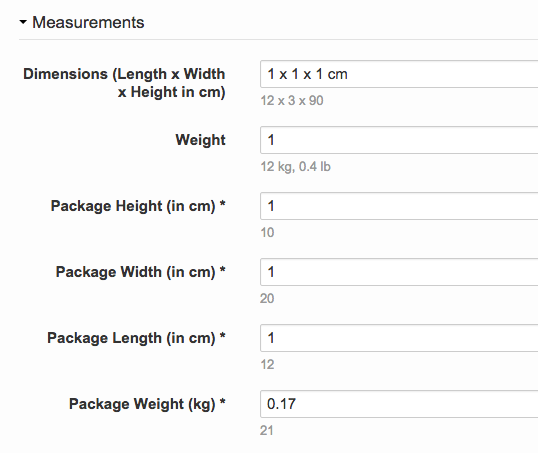 Measurements
Dimensions (Length x Width
x Height in cm)
1 x 1 x 1 cm
12 x 3 x 90
Weight
1
12 kg, 0.4 lb
Package Height (in cm) *
1
10
Package Width (in cm) *
1
20
Package Length (in cm) *
1
12
Package Weight (kg) *
0.17
21